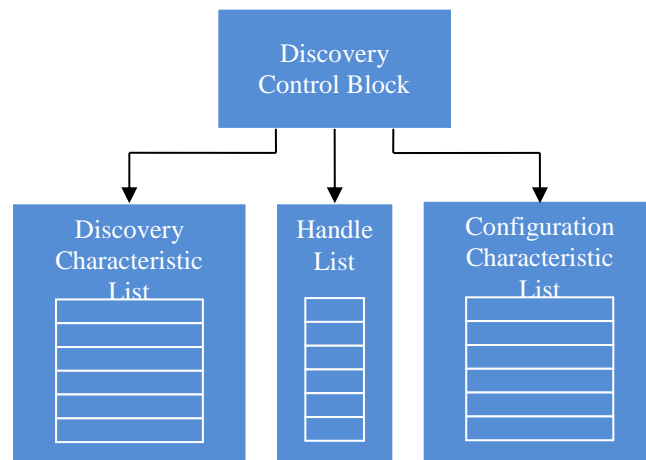 Discovery
Control Block
Discovery
Characteristic
List
Handle
List
Configuration
Characteristic
List